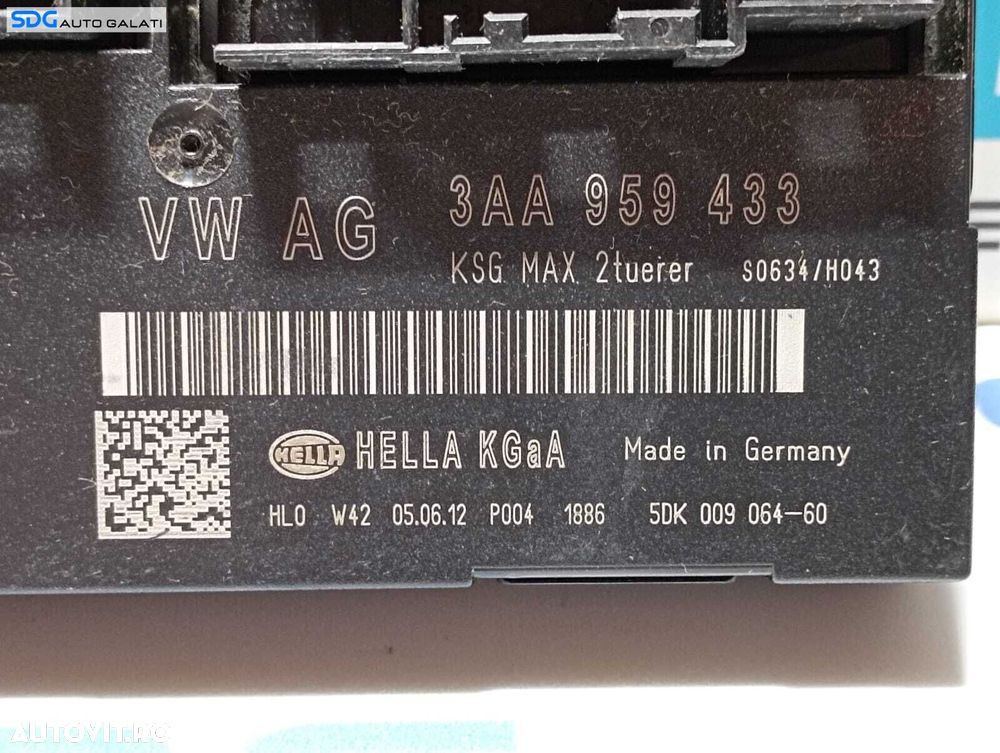 SDG AUTO GALATI
VW AG 3AA 959 433
KSG MAX 2tuerer S0634/H043
HELLA HELLA KGaA Made in Germany
HLO W42 05.06.12 P004 1886 5DK 009 064-60
AUTOVIT.RO